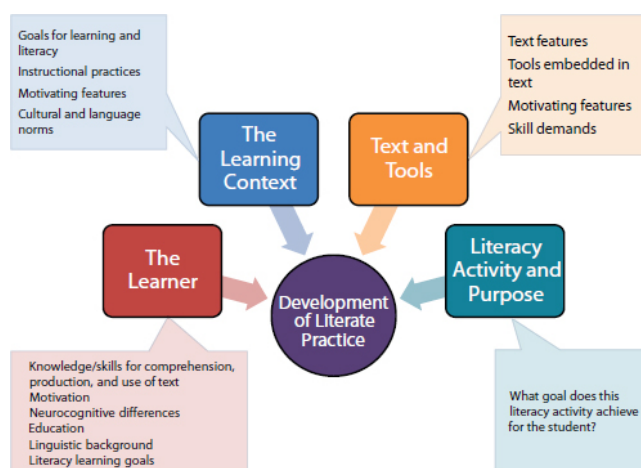 Goals for learning and
literacy
Instructional practices
Motivating features
Cultural and language
norms
The
Learning
Context
Text and
Tools
Text features
Tools embedded in
text
Motivating features
Skill demands
The
Learner
Development
of Literate
Practice
Literacy
Activity and
Purpose
Knowledge/skills for comprehension,
production, and use of text
Motivation
Neurocognitive differences
Education
Linguistic background
Literacy learning goals
What goal does this
literacy activity achieve
for the student?